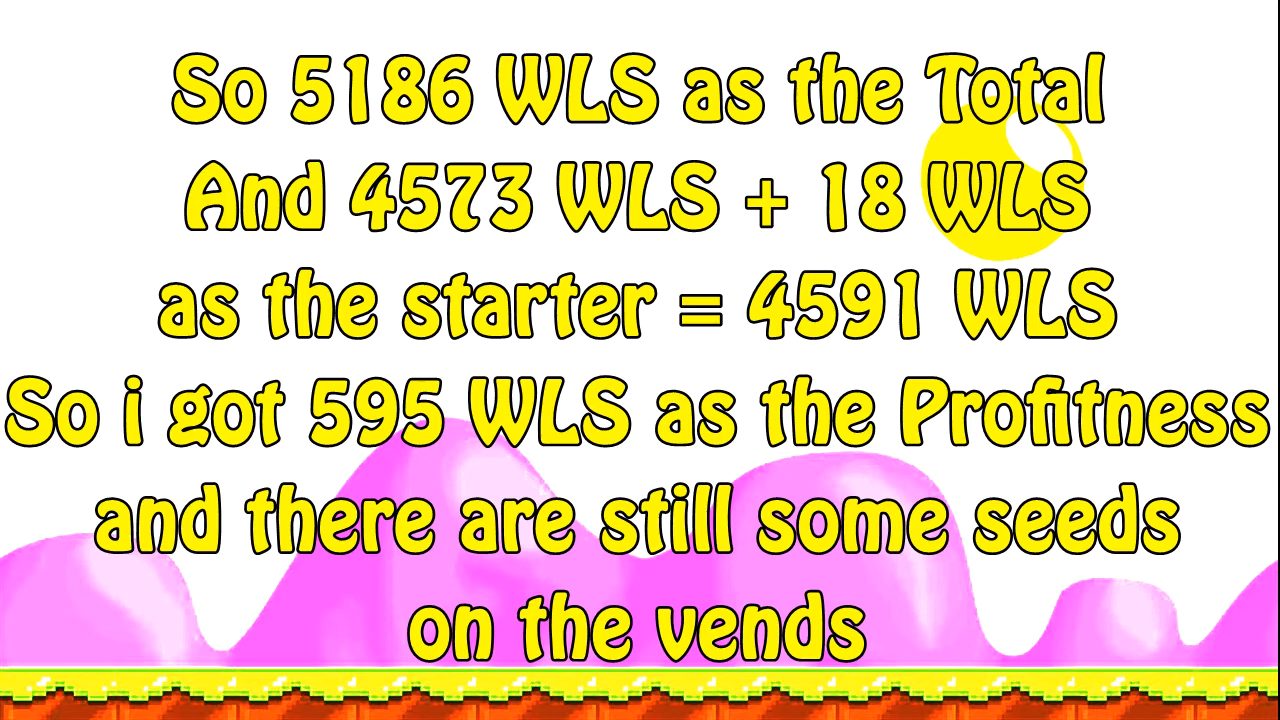 So 5186 WLS as the Total
And 4573 WLS + 18 WLS
as the starter = 4591 WLS
So i got 595 WLS as the Profitness
and there are still some seeds
on the vends